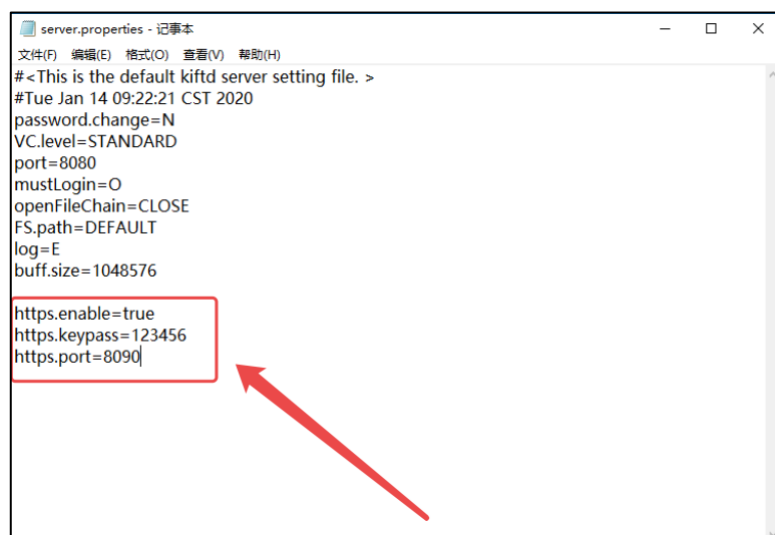 server.properties - 记事本
文件(F) 编辑(E) 格式(O) 查看(V) 帮助(H)
#<This is the default kiftd server setting file. >
#Tue Jan 14 09:22:21 CST 2020
password.change=N
VC.level=STANDARD
port=8080
mustLogin=O
openFileChain=CLOSE
FS.path=DEFAULT
log=E
buff.size=1048576
https.enable=true
https.keypass=123456
https.port=8090